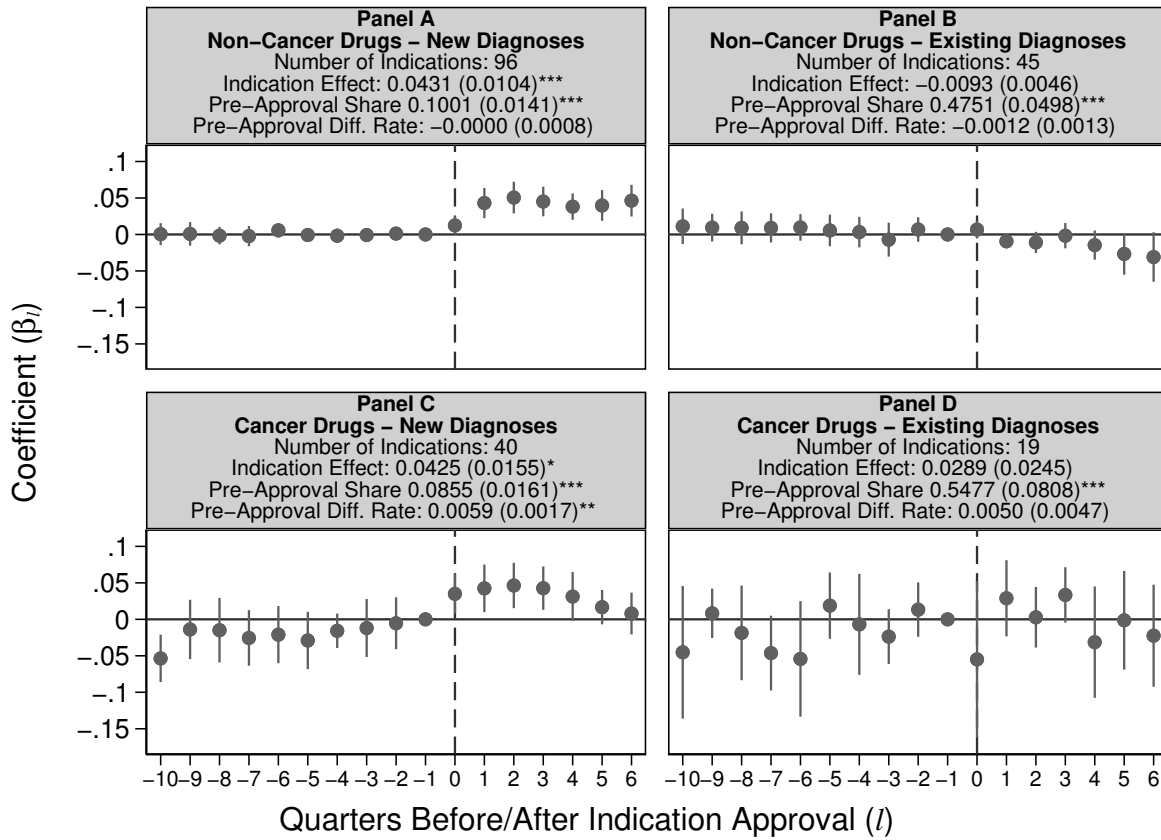 Panel A
Non−Cancer Drugs − New Diagnoses
Number of Indications: 96
Indication Effect: 0.0431 (0.0104)***
Pre−Approval Share 0.1001 (0.0141)***
Pre−Approval Diff. Rate: −0.0000 (0.0008)
Panel B
Non−Cancer Drugs − Existing Diagnoses
Number of Indications: 45
Indication Effect: −0.0093 (0.0046)
Pre−Approval Share 0.4751 (0.0498)***
Pre−Approval Diff. Rate: −0.0012 (0.0013)
.1
.05
0
−.05
−.1
−.15
Coefficient (βl)
Panel C
Cancer Drugs − New Diagnoses
Number of Indications: 40
Indication Effect: 0.0425 (0.0155)*
Pre−Approval Share 0.0855 (0.0161)***
Pre−Approval Diff. Rate: 0.0059 (0.0017)**
Panel D
Cancer Drugs − Existing Diagnoses
Number of Indications: 19
Indication Effect: 0.0289 (0.0245)
Pre−Approval Share 0.5477 (0.0808)***
Pre−Approval Diff. Rate: 0.0050 (0.0047)
.1
.05
0
−.05
−.1
−.15
−10 −9 −8 −7 −6 −5 −4 −3 −2 −1 0 1 2 3 4 5 6
−10 −9 −8 −7 −6 −5 −4 −3 −2 −1 0 1 2 3 4 5 6
Quarters Before/After Indication Approval (l)